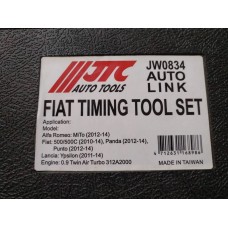 JTC
AUTO TOOLS
JW0834
AUTO
LINK
FIAT TIMING TOOL SET
Application:
Model:
Alfa Romeo: MiTo (2012-14)
Fiat: 500/500C (2010-14), Panda (2012-14),
Punto (2012-14)
Lancia: Ypsilon (2011-14)
Engine: 0.9 Twin Air Turbo 312A2000
MADE IN TAIWAN